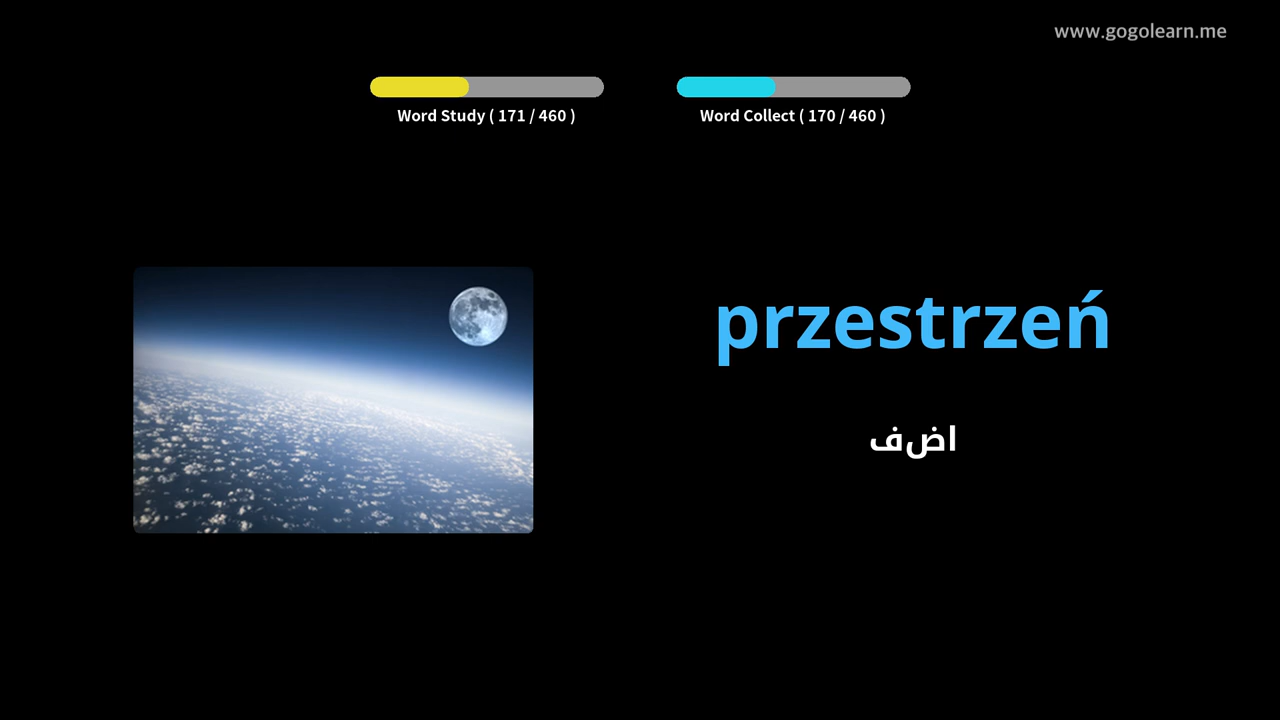 www.gogolearn.me
Word Study ( 171 / 460 )
Word Collect ( 170 / 460 )
przestrzeń
اضف